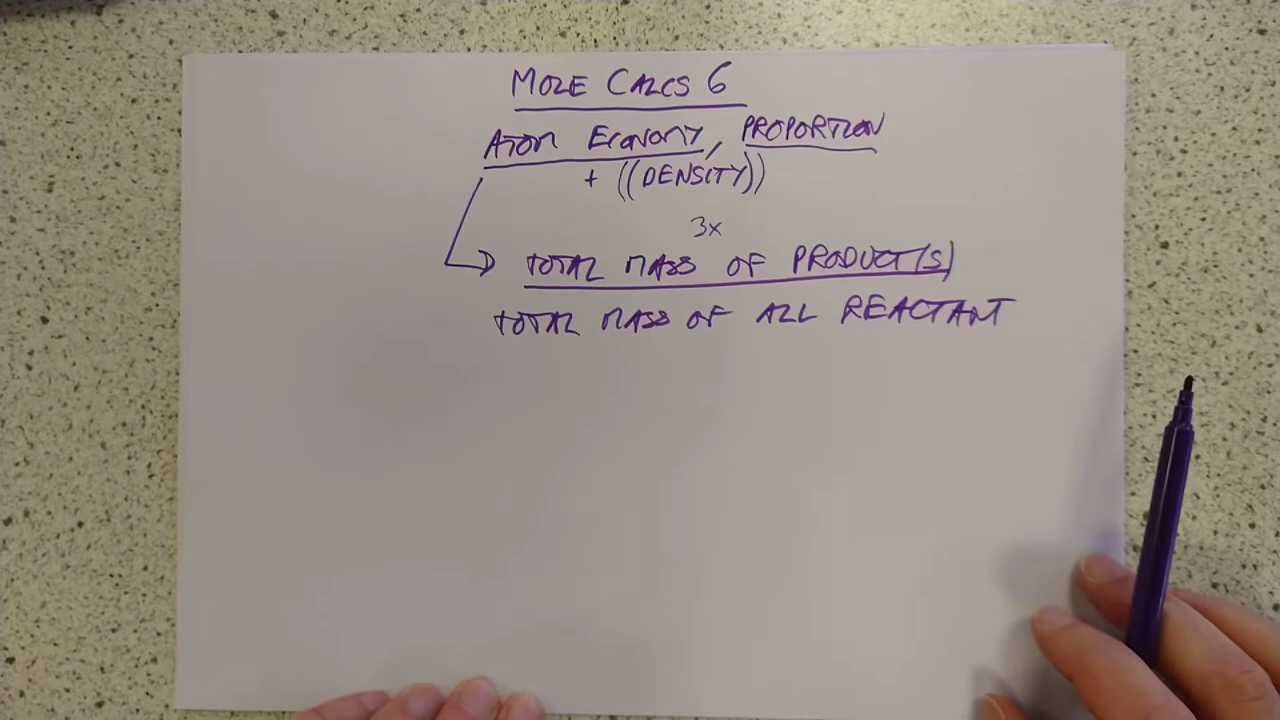 MOLE CALCS 6
ATOM ECONOMY, PROPORTION
+ ((DENSITY))
3x
TOTAL MASS OF PRODUCT(S)
TOTAL MASS OF ALL REACTANT